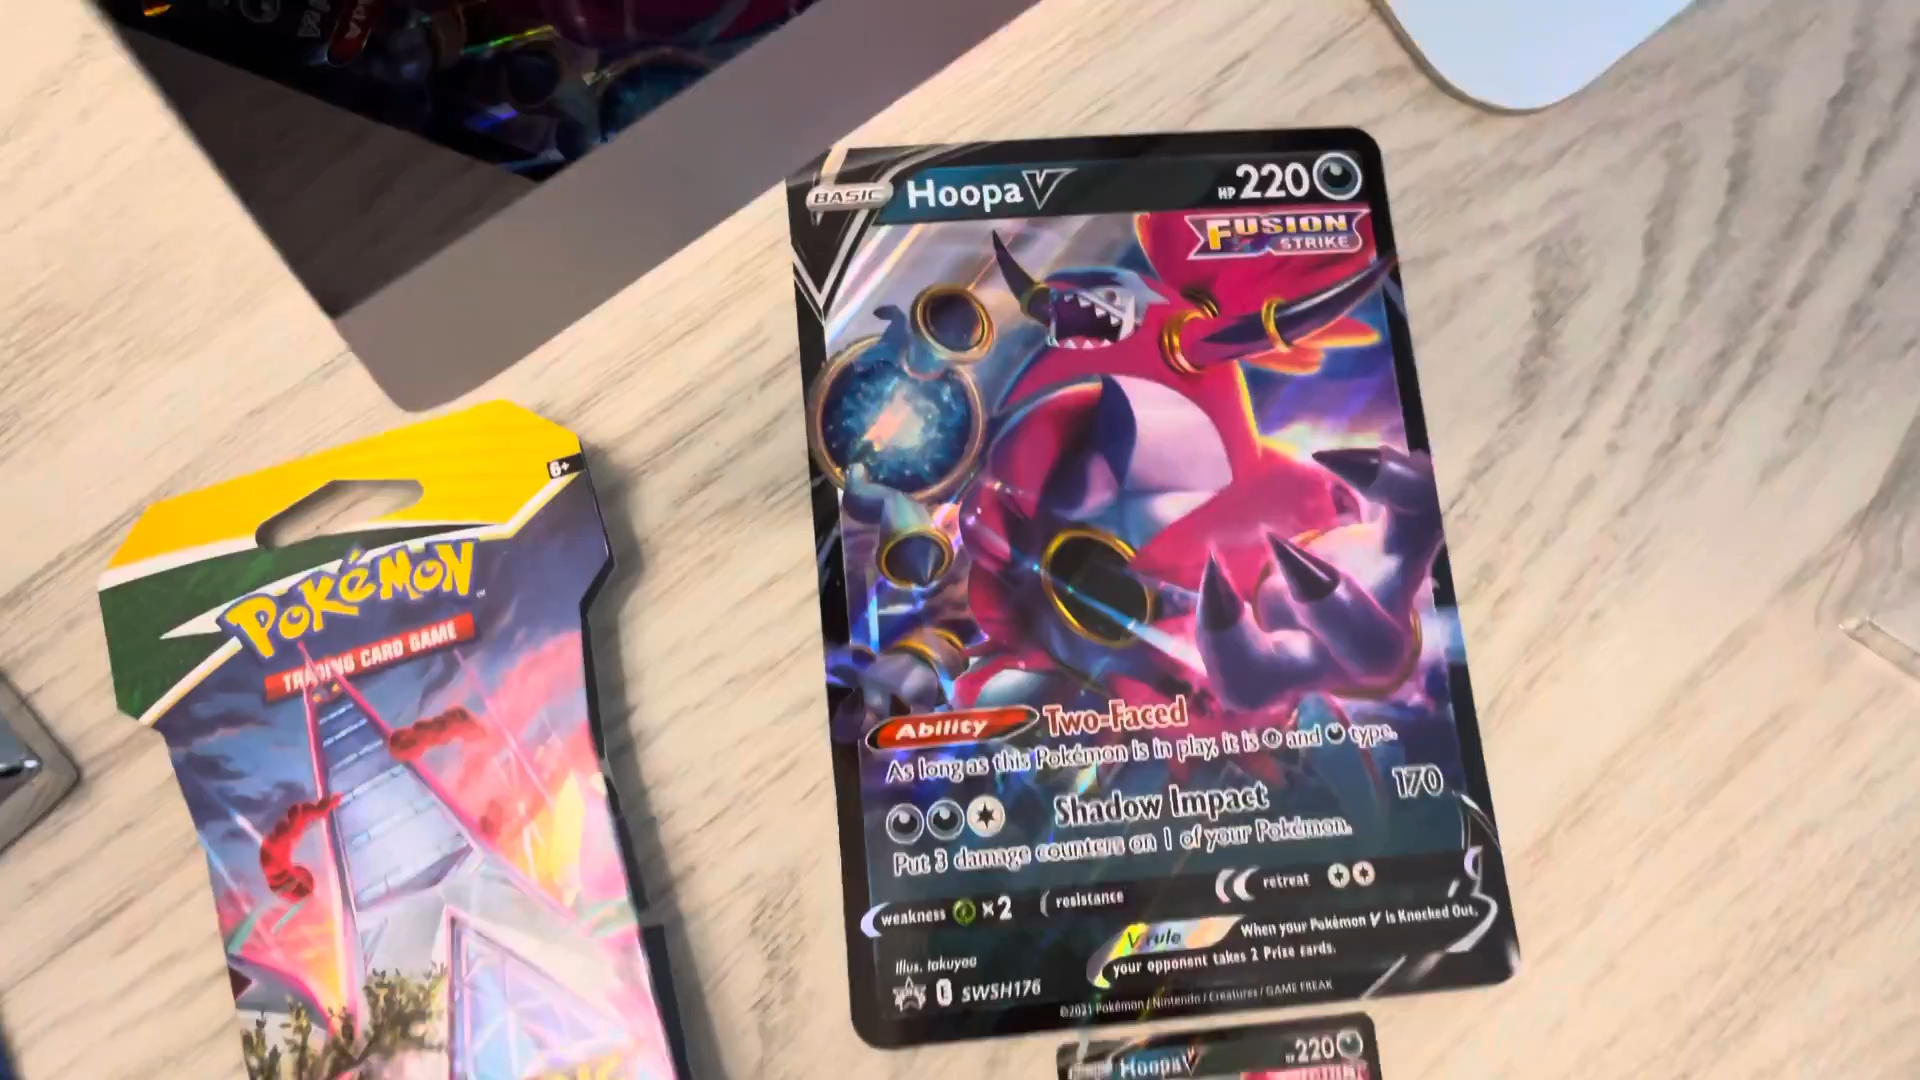 BASIC Hoopa V HP 220
FUSION
STRIKE
6+
POKéMON
TRADING CARD GAME
Ability Two-Faced
As long as this Pokémon is in play, it is and type.
Shadow Impact 170
Put 3 damage counters on 1 of your Pokémon.
weakness ×2 resistance retreat
V rule When your Pokémon V is Knocked Out,
your opponent takes 2 Prize cards.
Illus. takuyoa
E SWSH176
©2021 Pokémon / Nintendo / Creatures / GAME FREAK
Hoopa V 220